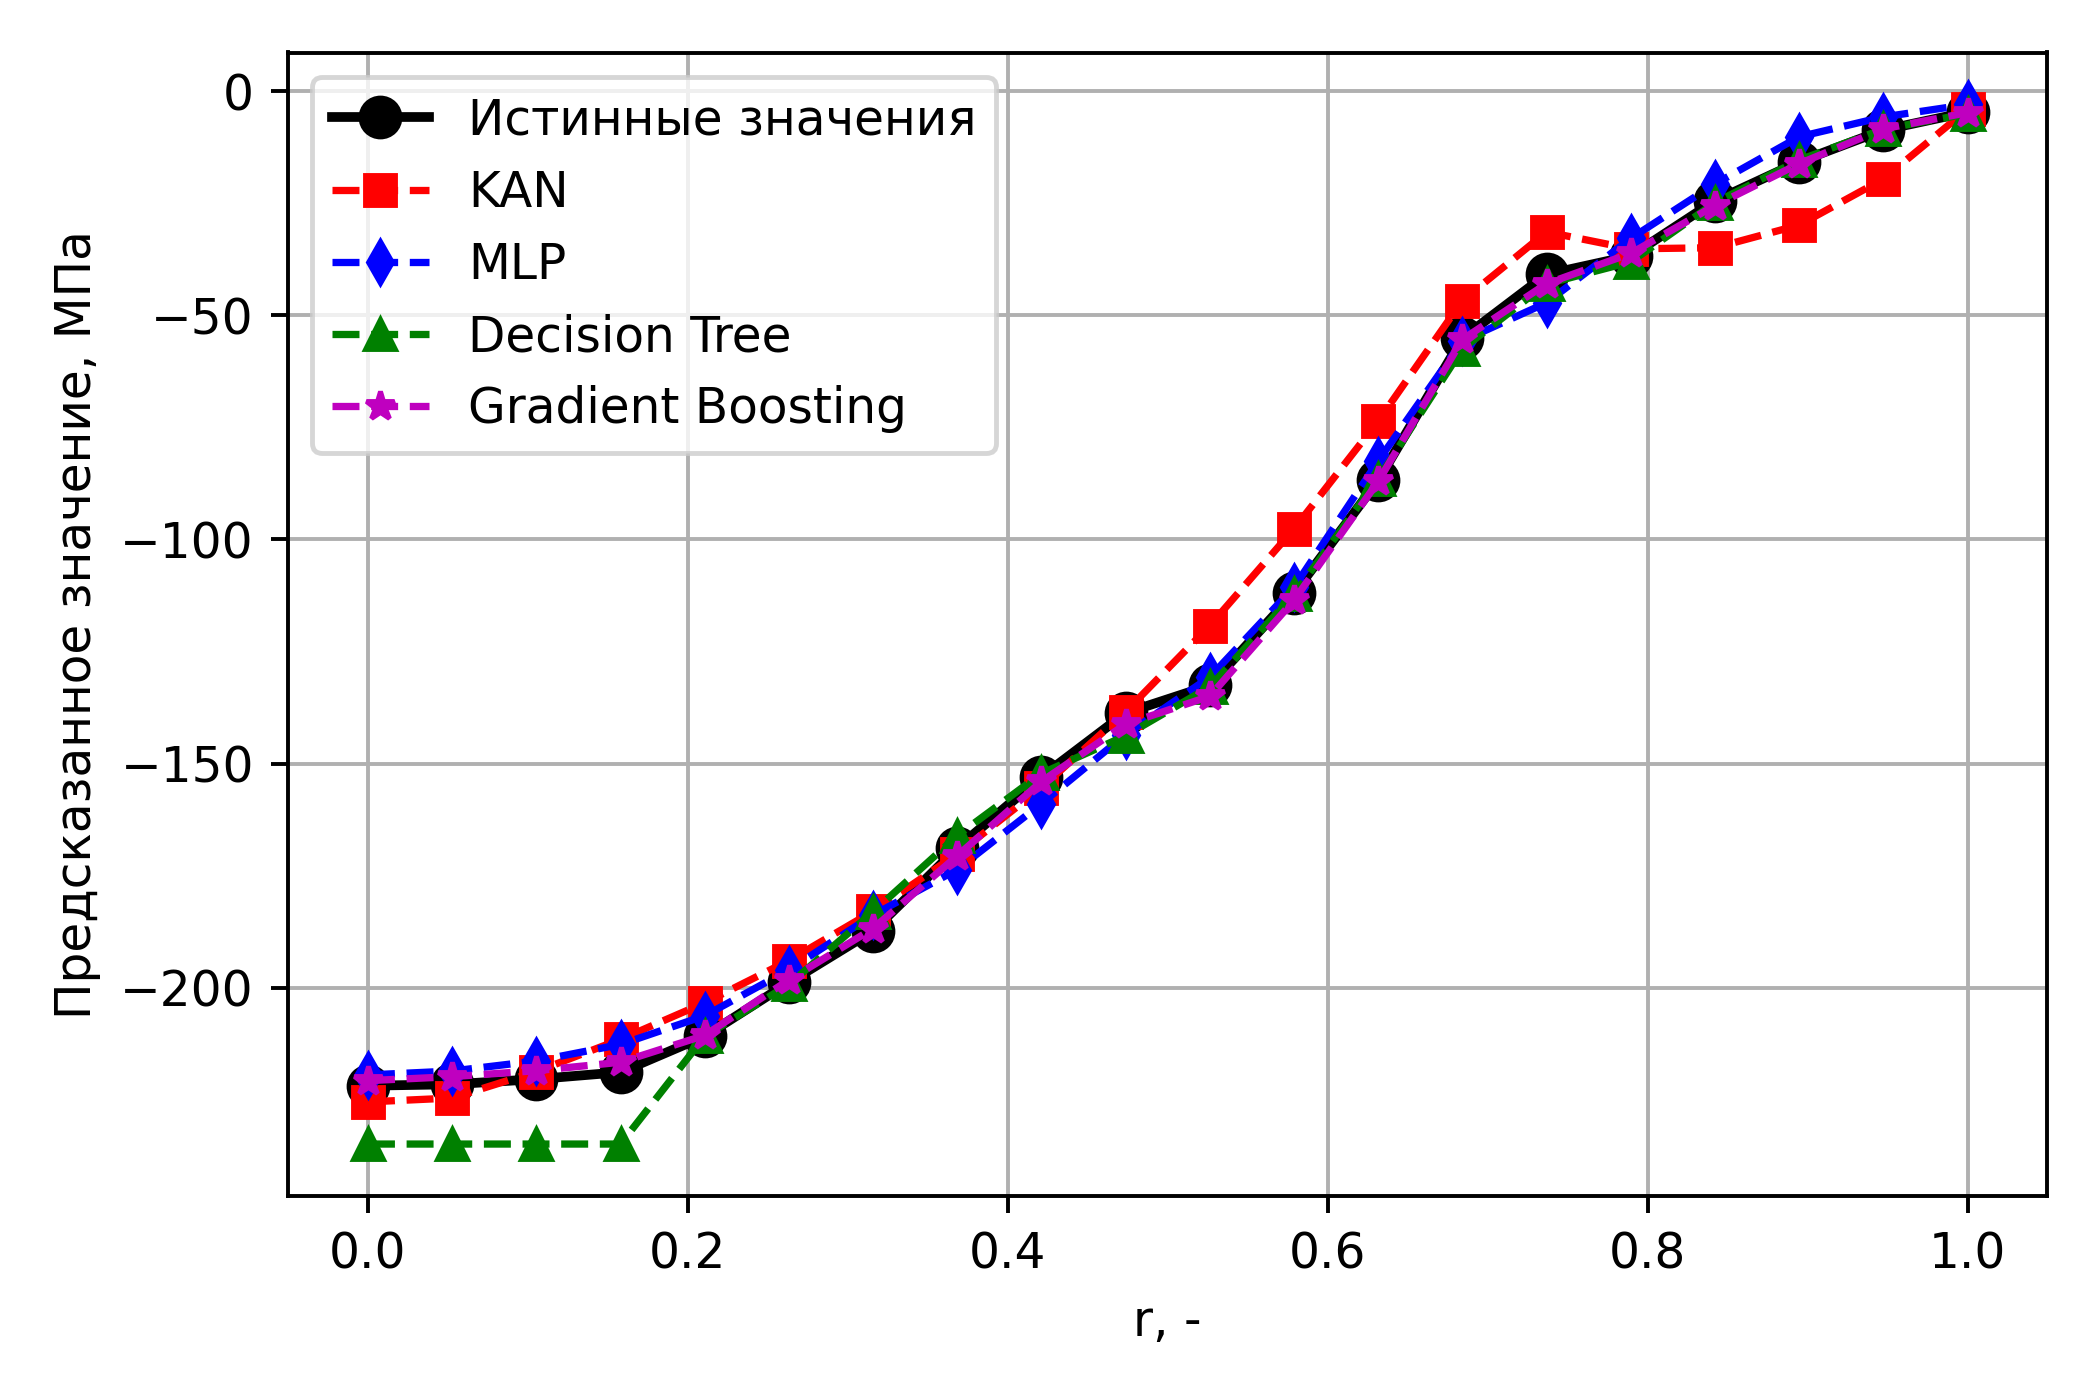 Предсказанное значение, МПа
0
−50
−100
−150
−200
Истинные значения
KAN
MLP
Decision Tree
Gradient Boosting
0.0 0.2 0.4 0.6 0.8 1.0
r, -